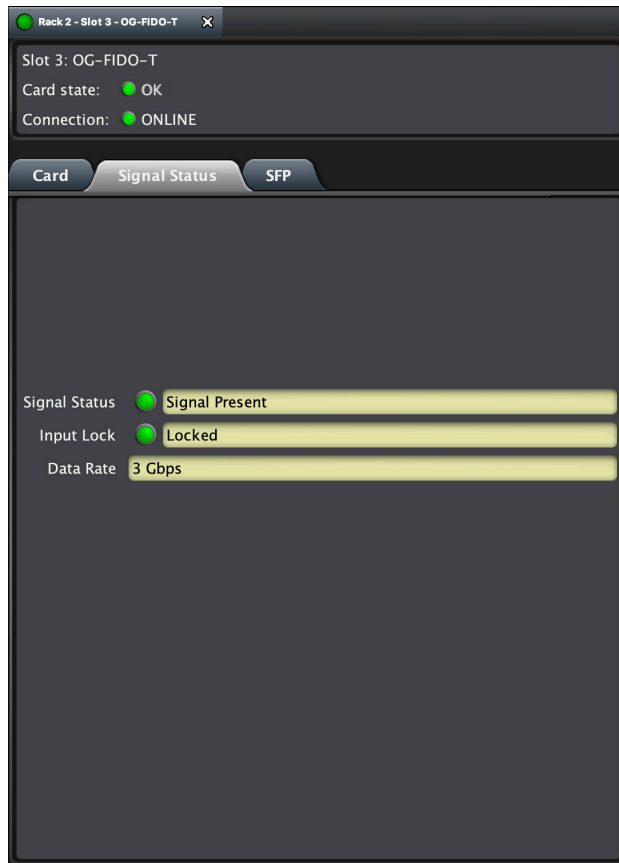 Rack 2 - Slot 3 - OG-FIDO-T X
Slot 3: OG-FIDO-T
Card state: OK
Connection: ONLINE
Card Signal Status SFP
Signal Status Signal Present
Input Lock Locked
Data Rate 3 Gbps